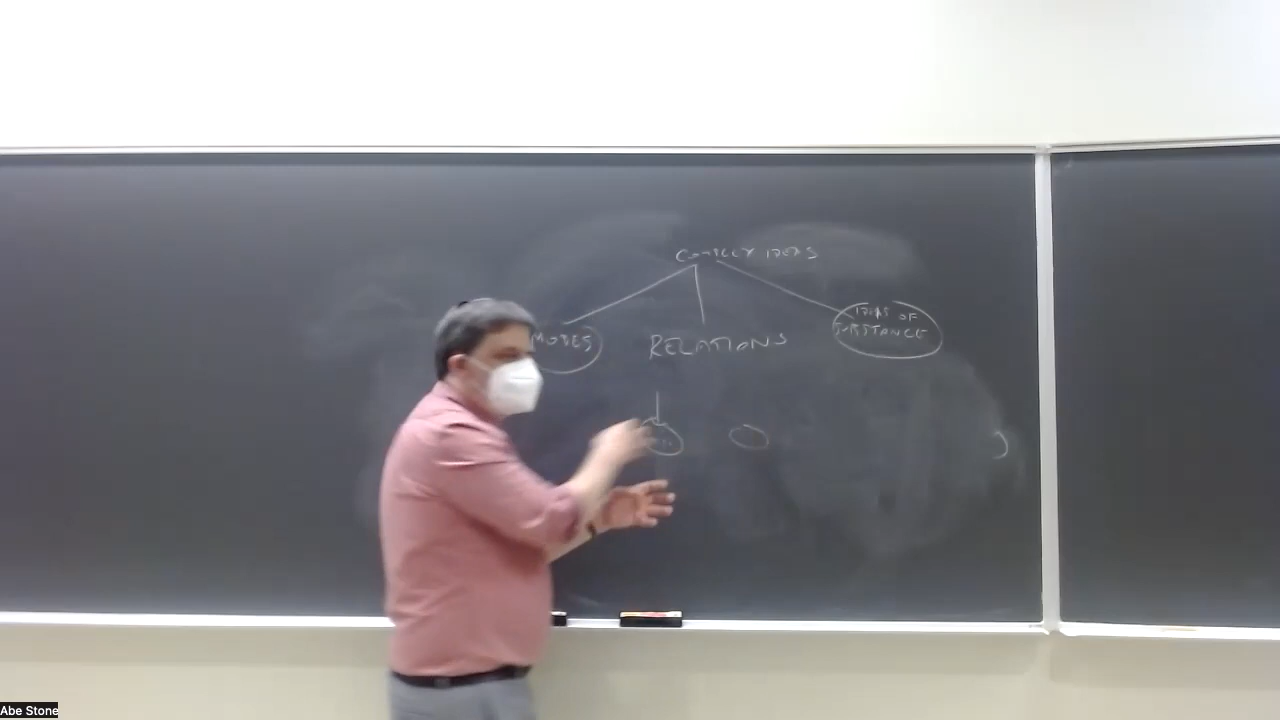 COMPLEX IDEAS
MODES
RELATIONS
IDEAS OF
SUBSTANCE
Abe Stone